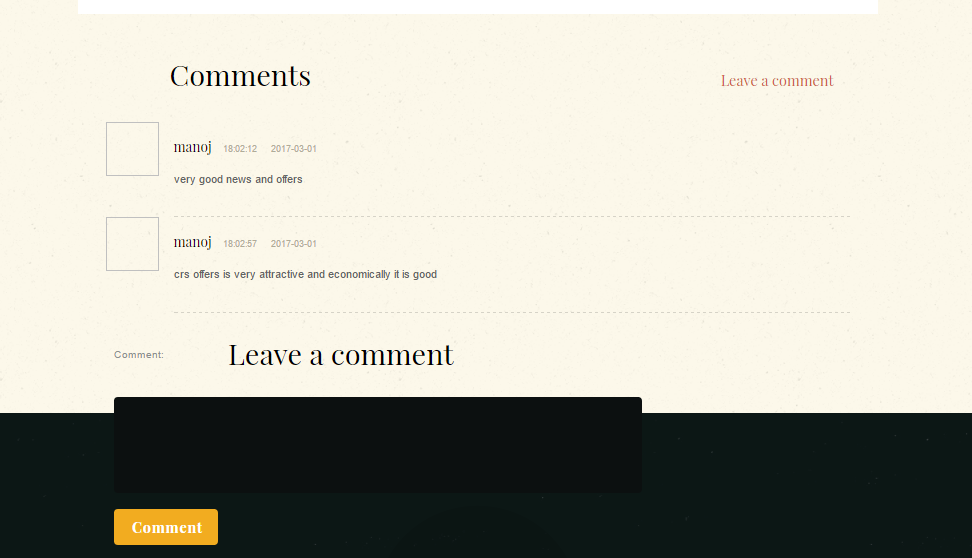 Comments
Leave a comment
manoj 18:02:12 2017-03-01
very good news and offers
manoj 18:02:57 2017-03-01
crs offers is very attractive and economically it is good
Comment: Leave a comment
Comment